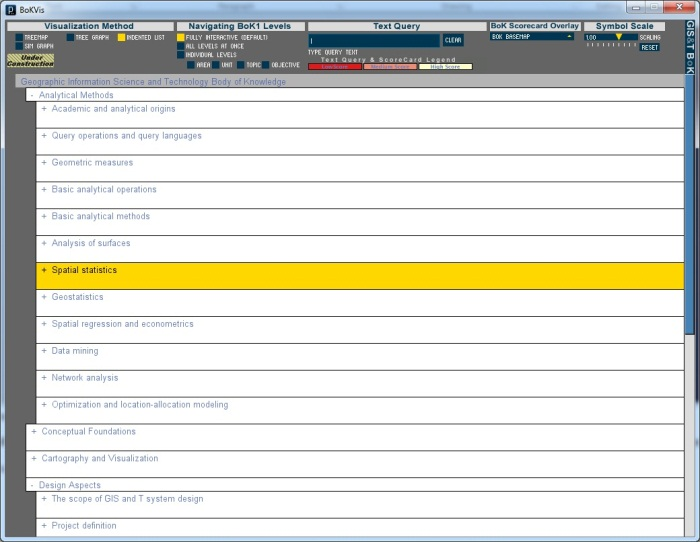 BoKVis
Visualization Method
TREEMAP TREE GRAPH INDENTED LIST
SIM GRAPH
Under Construction
Navigating BoK1 Levels
FULLY INTERACTIVE (DEFAULT)
ALL LEVELS AT ONCE
INDIVIDUAL LEVELS
AREA UNIT TOPIC OBJECTIVE
Text Query
CLEAR
TYPE QUERY TEXT
Text Query & ScoreCard Legend
Medium Score High Score
BoK Scorecard Overlay
BOK BASEMAP
Symbol Scale
1.00 SCALING
RESET
GIS&T BoK
Geographic Information Science and Technology Body of Knowledge
- Analytical Methods
+ Academic and analytical origins
+ Query operations and query languages
+ Geometric measures
+ Basic analytical operations
+ Basic analytical methods
+ Analysis of surfaces
+ Spatial statistics
+ Geostatistics
+ Spatial regression and econometrics
+ Data mining
+ Network analysis
+ Optimization and location-allocation modeling
+ Conceptual Foundations
+ Cartography and Visualization
- Design Aspects
+ The scope of GIS and T system design
+ Project definition